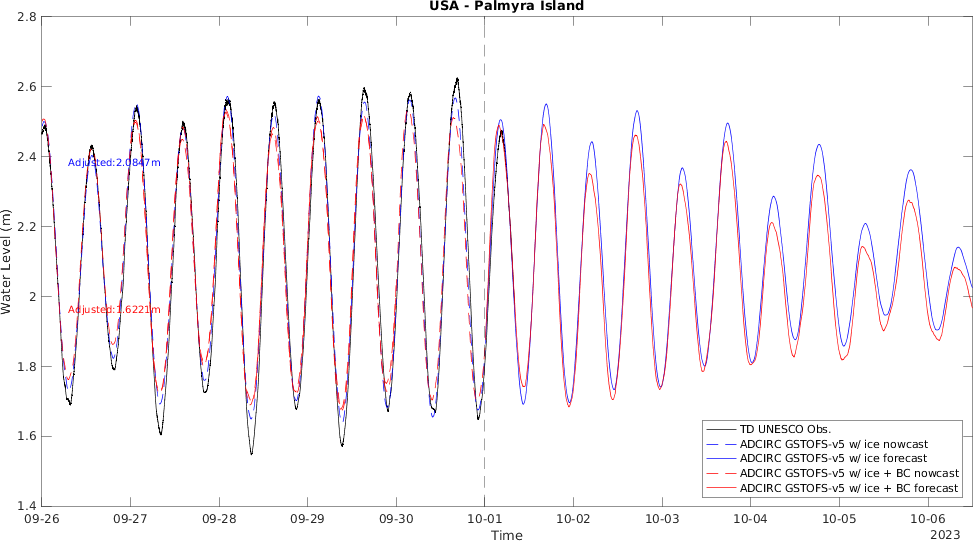 USA - Palmyra Island
2.8
2.6
2.4
2.2
2
1.8
1.6
1.4
Water Level (m)
Adjusted:2.0847m
Adjusted:1.6221m
TD UNESCO Obs.
ADCIRC GSTOFS-v5 w/ ice nowcast
ADCIRC GSTOFS-v5 w/ ice forecast
ADCIRC GSTOFS-v5 w/ ice + BC nowcast
ADCIRC GSTOFS-v5 w/ ice + BC forecast
09-26 09-27 09-28 09-29 09-30 10-01 10-02 10-03 10-04 10-05 10-06
2023
Time